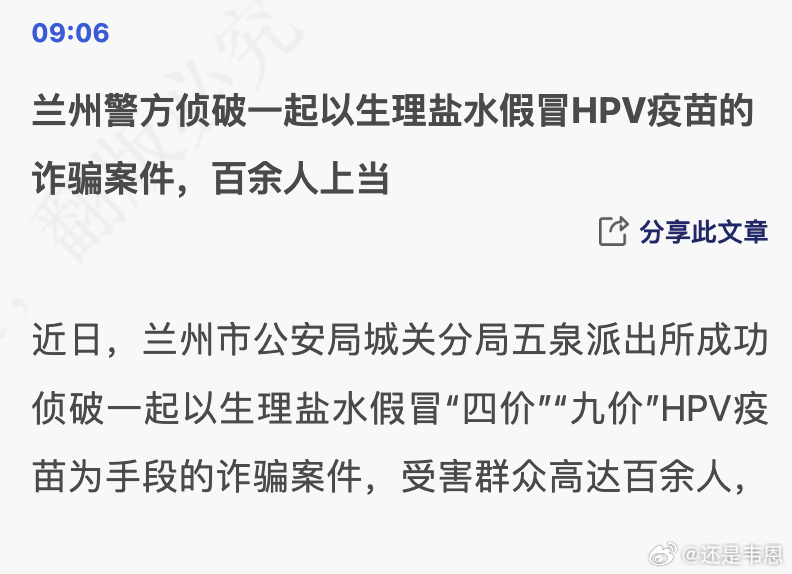 09:06
兰州警方侦破一起以生理盐水假冒HPV疫苗的
诈骗案件，百余人上当
分享此文章
近日，兰州市公安局城关分局五泉派出所成功
侦破一起以生理盐水假冒“四价”“九价”HPV疫
苗为手段的诈骗案件，受害群众高达百余人，
翻版必究
@还是韦恩